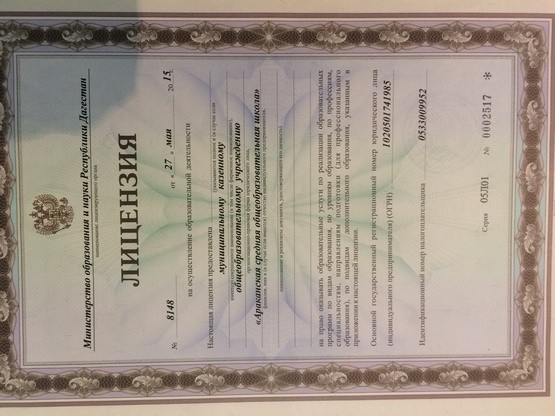 Министерство образования и науки Республики Дагестан
ЛИЦЕНЗИЯ
№ 8148 от « 27 » мая 20 15
на осуществление образовательной деятельности
Настоящая лицензия предоставлена
муниципальному казенному
общеобразовательному учреждению
«Араканская средняя общеобразовательная школа»
на право оказывать образовательные услуги по реализации образовательных
программ по видам образования, по уровням образования, по профессиям,
специальностям, направлениям подготовки (для профессионального
образования), по подвидам дополнительного образования, указанным в
приложении к настоящей лицензии.
Основной государственный регистрационный номер юридического лица
(индивидуального предпринимателя) (ОГРН) 1020501741985
Идентификационный номер налогоплательщика 0533009952
Серия 05Л01 № 0002517 *